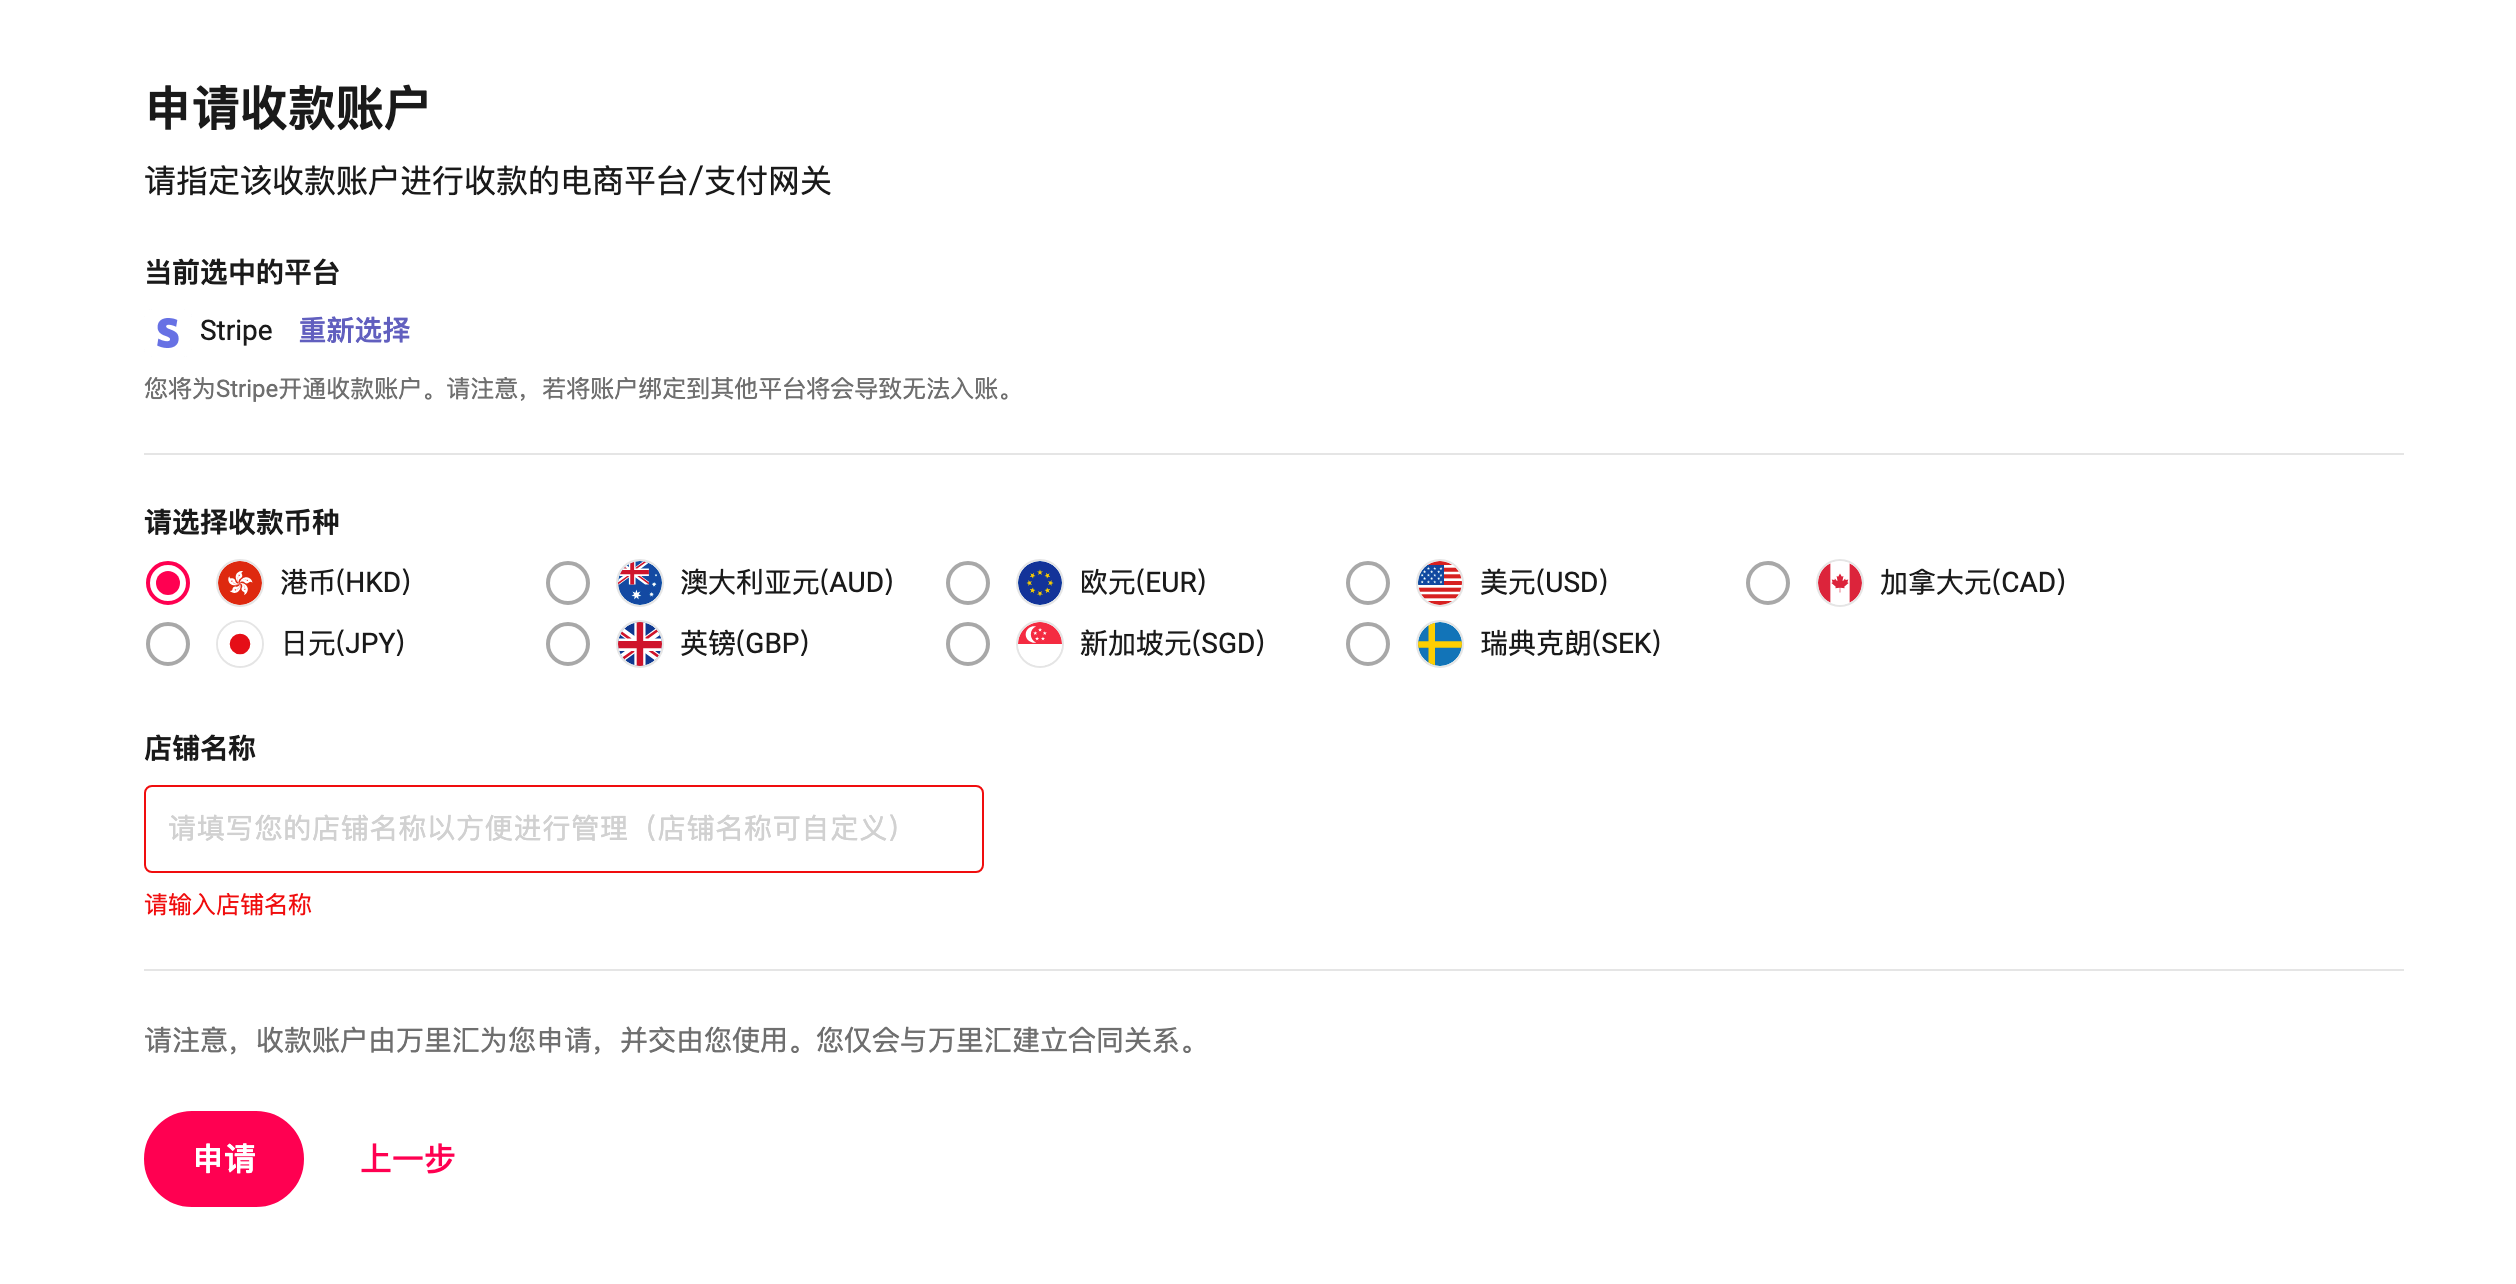 申请收款账户
请指定该收款账户进行收款的电商平台/支付网关
当前选中的平台
Stripe 重新选择
您将为Stripe开通收款账户。请注意，若将账户绑定到其他平台将会导致无法入账。
请选择收款币种
港币(HKD) 澳大利亚元(AUD) 欧元(EUR) 美元(USD) 加拿大元(CAD)
日元(JPY) 英镑(GBP) 新加坡元(SGD) 瑞典克朗(SEK)
店铺名称
请填写您的店铺名称以方便进行管理（店铺名称可自定义）
请输入店铺名称
请注意，收款账户由万里汇为您申请，并交由您使用。您仅会与万里汇建立合同关系。
申请 上一步